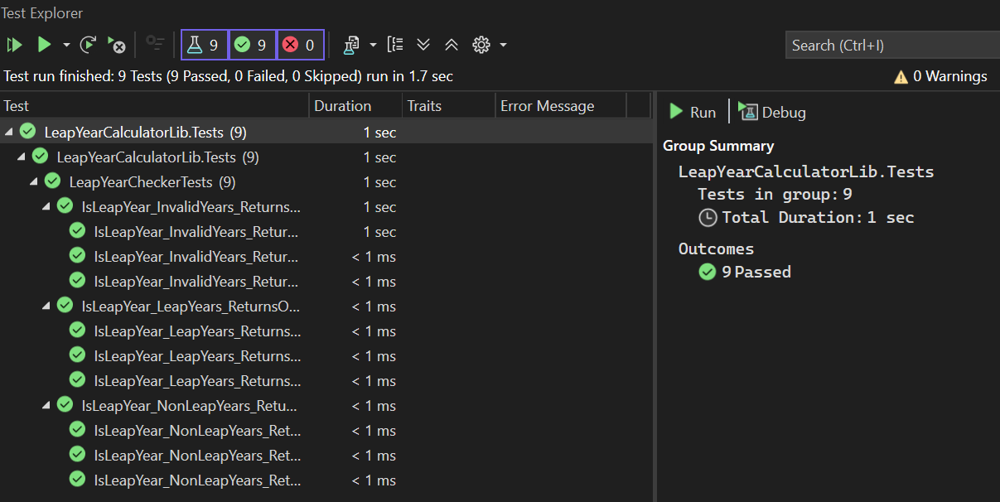 Test Explorer
9 9 0
Search (Ctrl+I)
Test run finished: 9 Tests (9 Passed, 0 Failed, 0 Skipped) run in 1.7 sec
0 Warnings
Test Duration Traits Error Message
LeapYearCalculatorLib.Tests (9) 1 sec
LeapYearCalculatorLib.Tests (9) 1 sec
LeapYearCheckerTests (9) 1 sec
IsLeapYear_InvalidYears_Returns... 1 sec
IsLeapYear_InvalidYears_Retur... 1 sec
IsLeapYear_InvalidYears_Retur... < 1 ms
IsLeapYear_InvalidYears_Retur... < 1 ms
IsLeapYear_LeapYears_ReturnsO... < 1 ms
IsLeapYear_LeapYears_Returns... < 1 ms
IsLeapYear_LeapYears_Returns... < 1 ms
IsLeapYear_LeapYears_Returns... < 1 ms
IsLeapYear_NonLeapYears_Retu... < 1 ms
IsLeapYear_NonLeapYears_Ret... < 1 ms
IsLeapYear_NonLeapYears_Ret... < 1 ms
IsLeapYear_NonLeapYears_Ret... < 1 ms
Run Debug
Group Summary
LeapYearCalculatorLib.Tests
Tests in group: 9
Total Duration: 1 sec
Outcomes
9 Passed